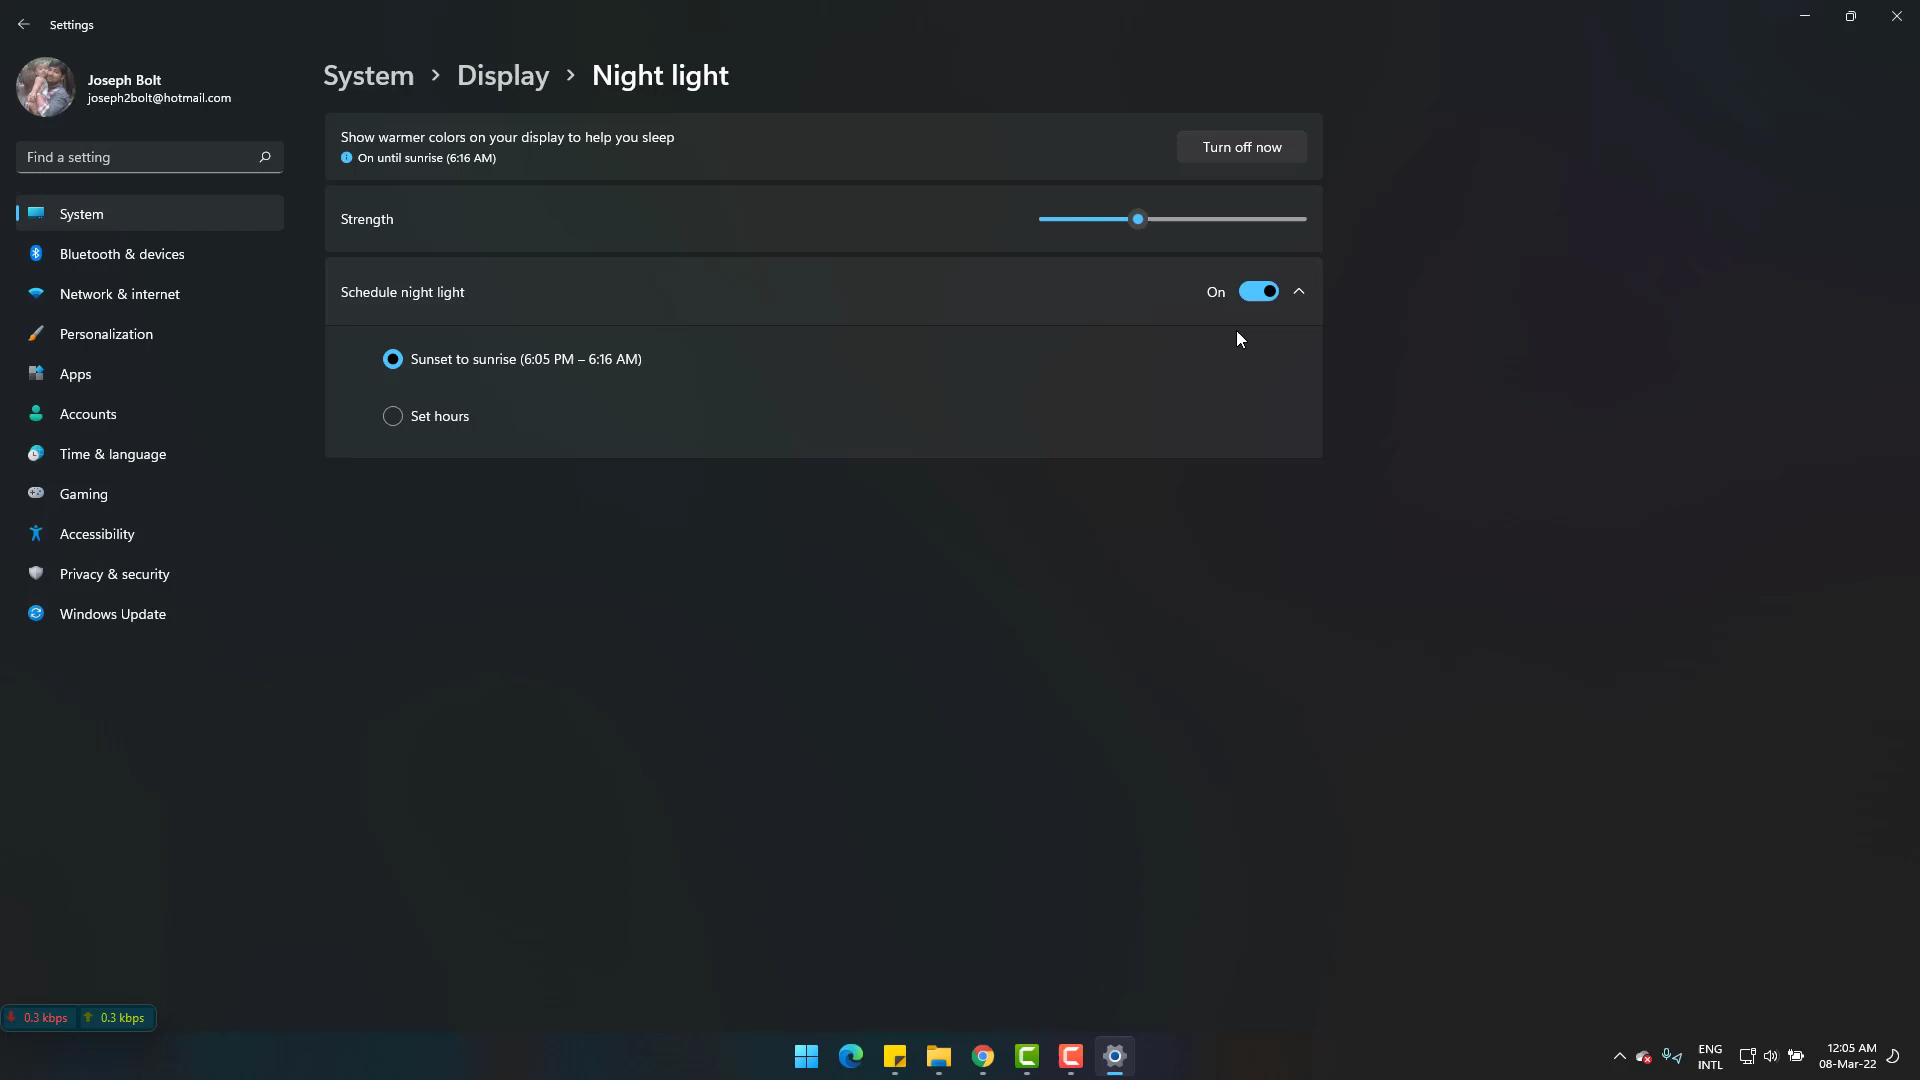 Settings
Joseph Bolt
joseph2bolt@hotmail.com
Find a setting
System
Bluetooth & devices
Network & internet
Personalization
Apps
Accounts
Time & language
Gaming
Accessibility
Privacy & security
Windows Update
System > Display > Night light
Show warmer colors on your display to help you sleep
On until sunrise (6:16 AM)
Turn off now
Strength
Schedule night light
On
Sunset to sunrise (6:05 PM – 6:16 AM)
Set hours
0.3 kbps 0.3 kbps
ENG
INTL
12:05 AM
08-Mar-22